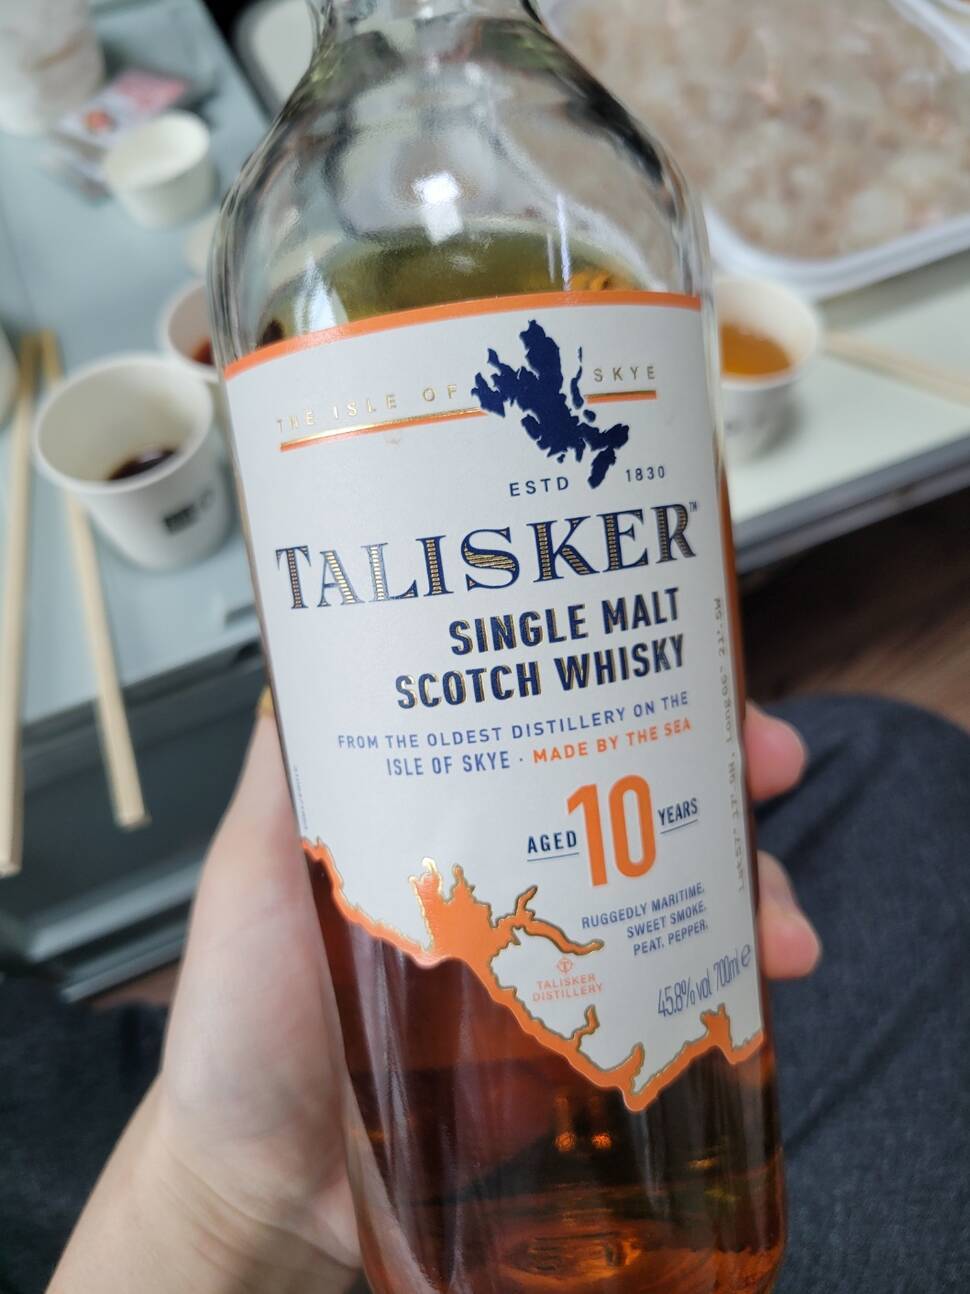 THE ISLE OF SKYE
ESTD 1830
TALISKER™
SINGLE MALT
SCOTCH WHISKY
FROM THE OLDEST DISTILLERY ON THE
ISLE OF SKYE · MADE BY THE SEA
AGED 10 YEARS
RUGGEDLY MARITIME.
SWEET SMOKE.
PEAT. PEPPER.
TALISKER
DISTILLERY
45.8% vol 700ml e